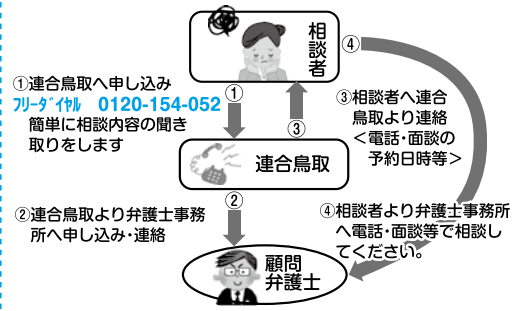 相談者
①
④
①連合鳥取へ申し込み
ﾌﾘｰﾀﾞｲﾔﾙ 0120-154-052
簡単に相談内容の聞き
取りをします
③
③相談者へ連合
鳥取より連絡
＜電話・面談の
予約日時等＞
連合鳥取
②
②連合鳥取より弁護士事務
所へ申し込み・連絡
④相談者より弁護士事務所
へ電話・面談等で相談し
てください。
顧問
弁護士